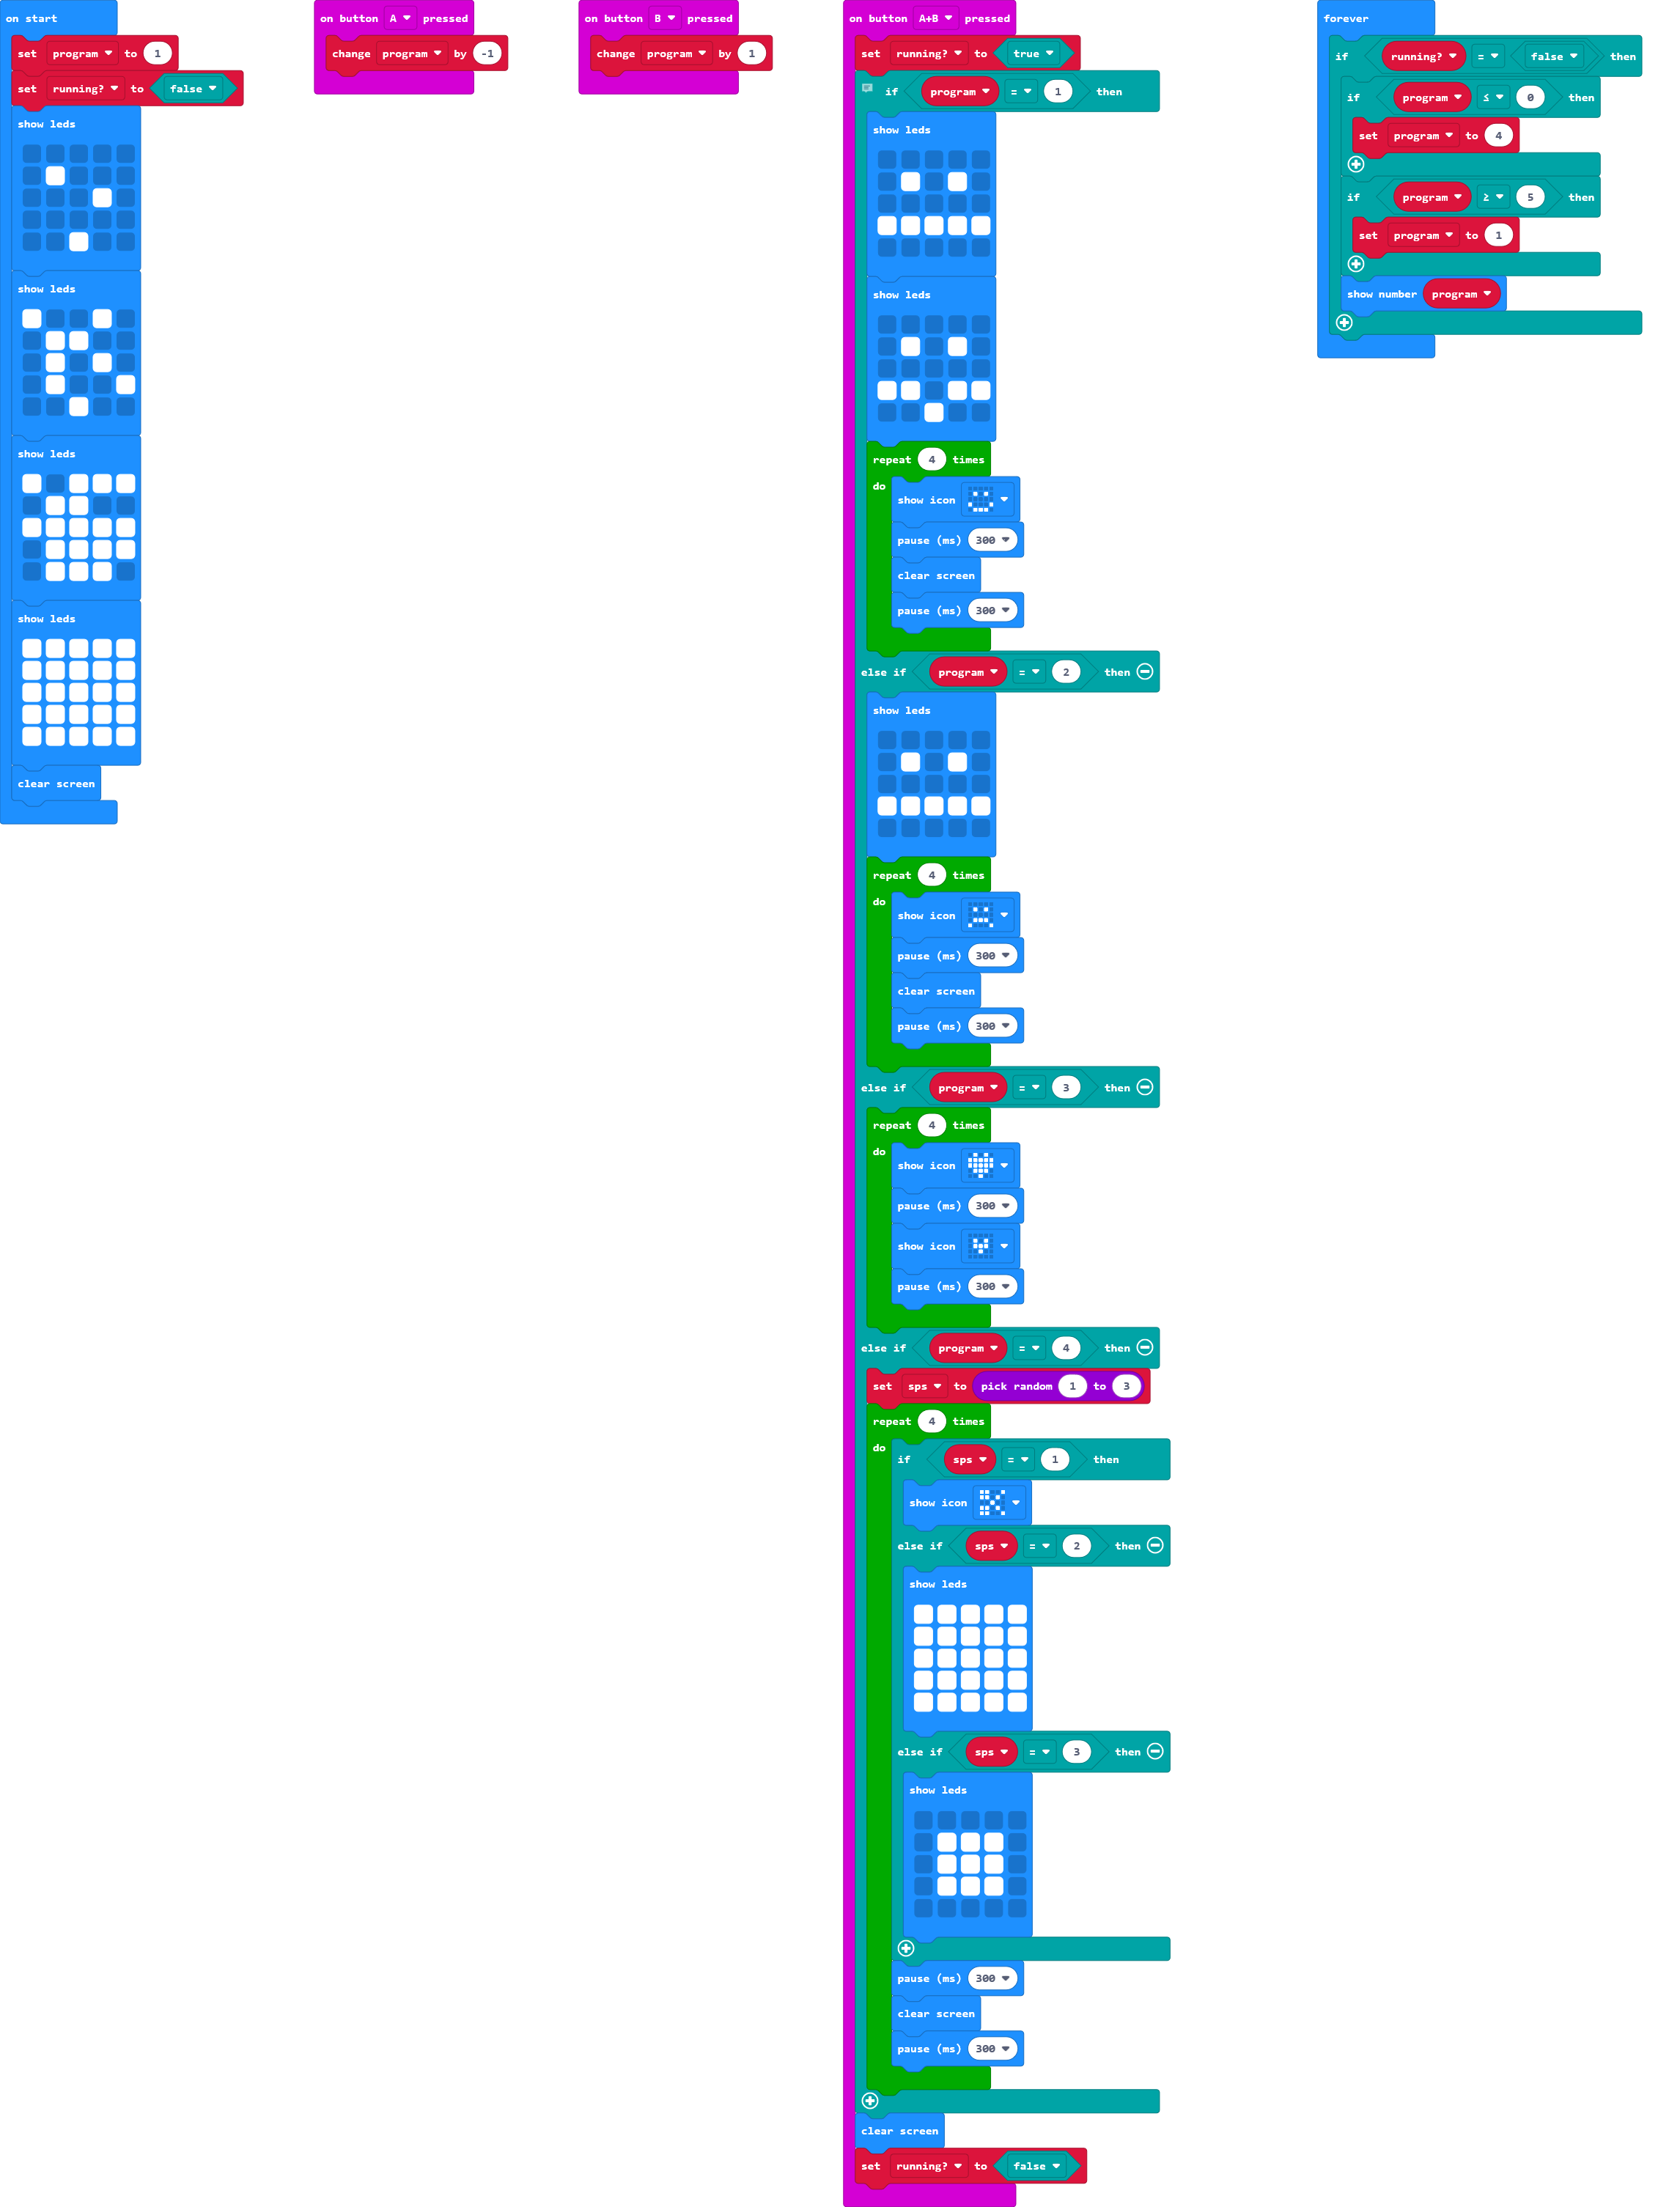 on start
set program to 1
set running? to false
show leds
show leds
show leds
show leds
clear screen
on button A pressed
change program by -1
on button B pressed
change program by 1
on button A+B pressed
set running? to true
if program = 1 then
show leds
show leds
repeat 4 times
do
show icon
pause (ms) 300
clear screen
pause (ms) 300
else if program = 2 then
show leds
repeat 4 times
do
show icon
pause (ms) 300
clear screen
pause (ms) 300
else if program = 3 then
repeat 4 times
do
show icon
pause (ms) 300
show icon
pause (ms) 300
else if program = 4 then
set sps to pick random 1 to 3
repeat 4 times
do
if sps = 1 then
show icon
else if sps = 2 then
show leds
else if sps = 3 then
show leds
pause (ms) 300
clear screen
pause (ms) 300
clear screen
set running? to false
forever
if running? = false then
if program ≤ 0 then
set program to 4
if program ≥ 5 then
set program to 1
show number program